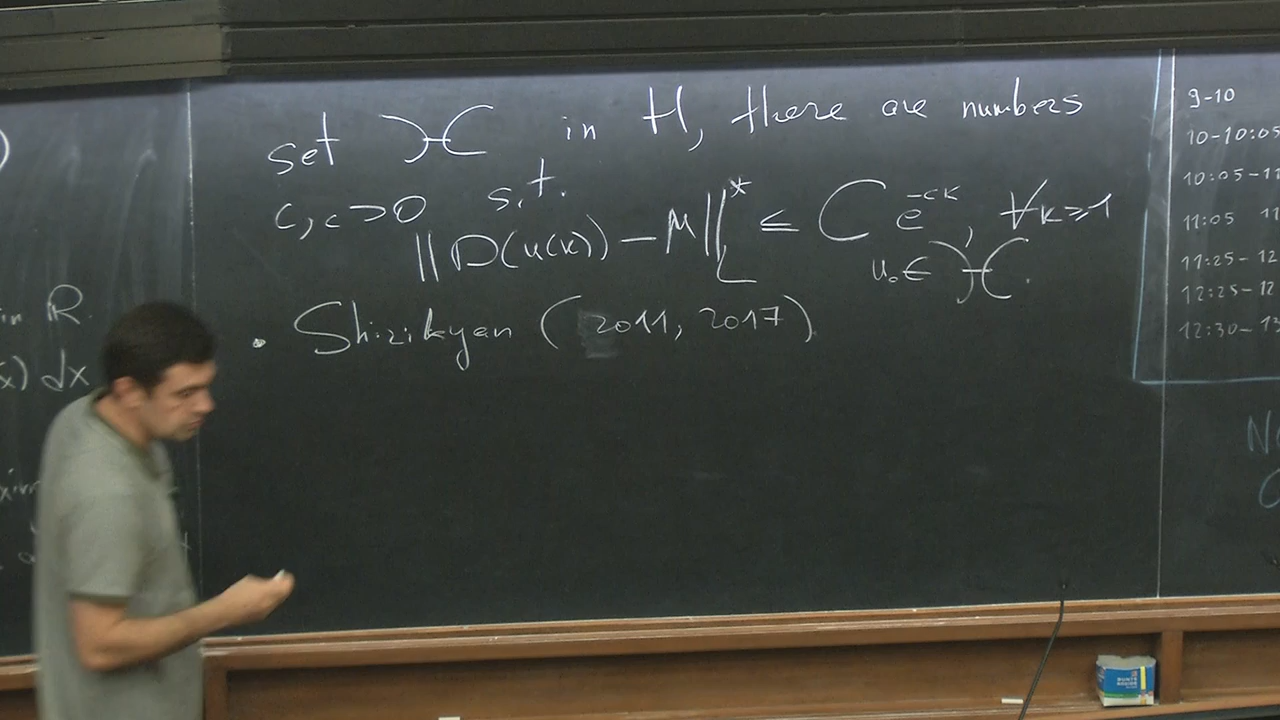 set ℋ in H, there are numbers
C, c > 0 s.t.
‖D(u(k)) − μ‖*_L ≤ C e^{-ck}, ∀k ≥ 1
u₀ ∈ ℋ.
• Shirikyan (2011, 2017).
in R.
x) dx
9-10
10-10:05
10:05-11
11:05 11
11:25-12
12:25-12
12:30-13